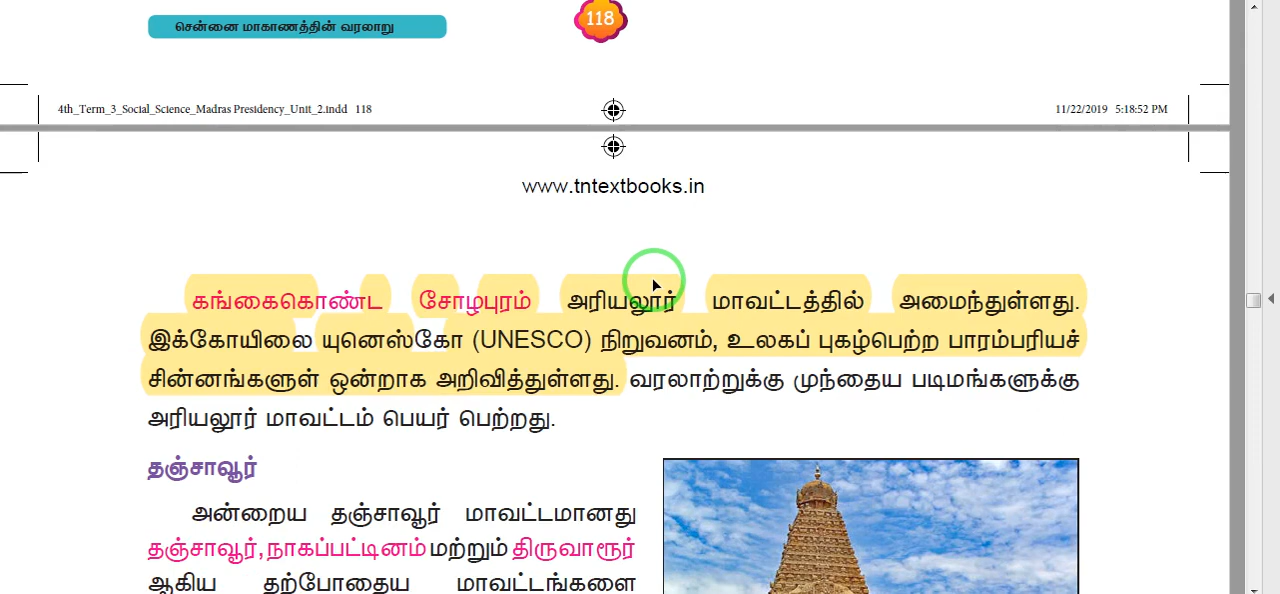 சென்னை மாகாணத்தின் வரலாறு
118
4th_Term_3_Social_Science_Madras Presidency_Unit_2.indd 118
11/22/2019 5:18:52 PM
www.tntextbooks.in
கங்கைகொண்ட சோழபுரம் அரியலூர் மாவட்டத்தில் அமைந்துள்ளது.
இக்கோயிலை யுனெஸ்கோ (UNESCO) நிறுவனம், உலகப் புகழ்பெற்ற பாரம்பரியச்
சின்னங்களுள் ஒன்றாக அறிவித்துள்ளது. வரலாற்றுக்கு முந்தைய படிமங்களுக்கு
அரியலூர் மாவட்டம் பெயர் பெற்றது.
தஞ்சாவூர்
அன்றைய தஞ்சாவூர் மாவட்டமானது
தஞ்சாவூர், நாகப்பட்டினம் மற்றும் திருவாரூர்
ஆகிய தற்போதைய மாவட்டங்களை